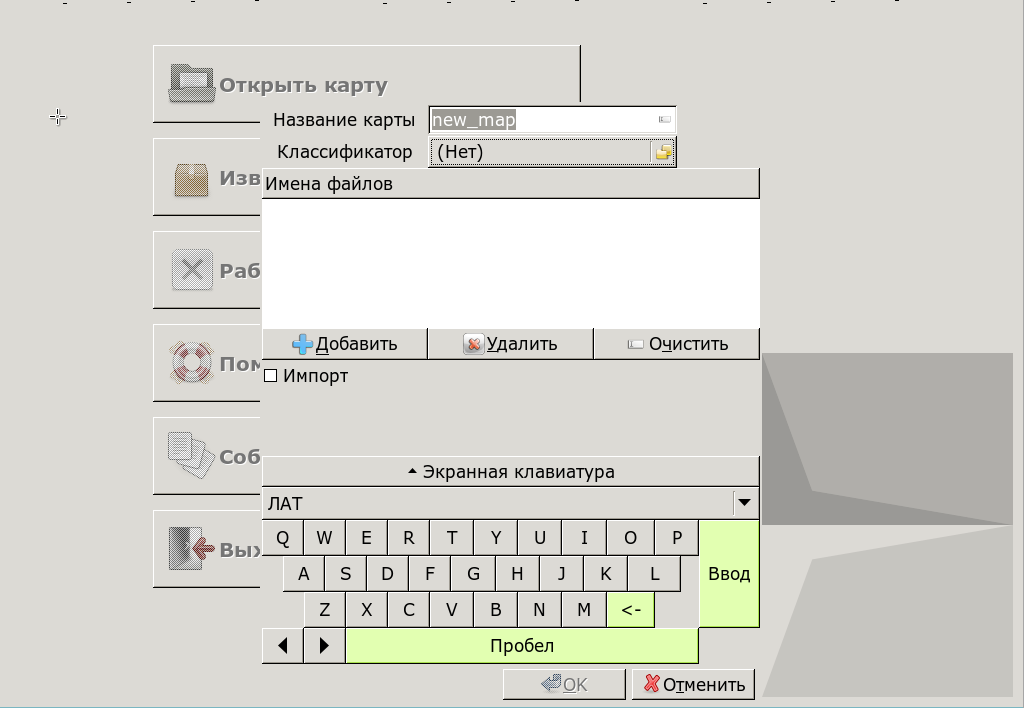 Открыть карту
Название карты new_map
Классификатор (Нет)
Изв
Имена файлов
Раб
Добавить Удалить Очистить
Пом
Импорт
Соб
Экранная клавиатура
ЛАТ
Q W E R T Y U I O P
Вых
A S D F G H J K L Ввод
Z X C V B N M <-
Пробел
OK Отменить